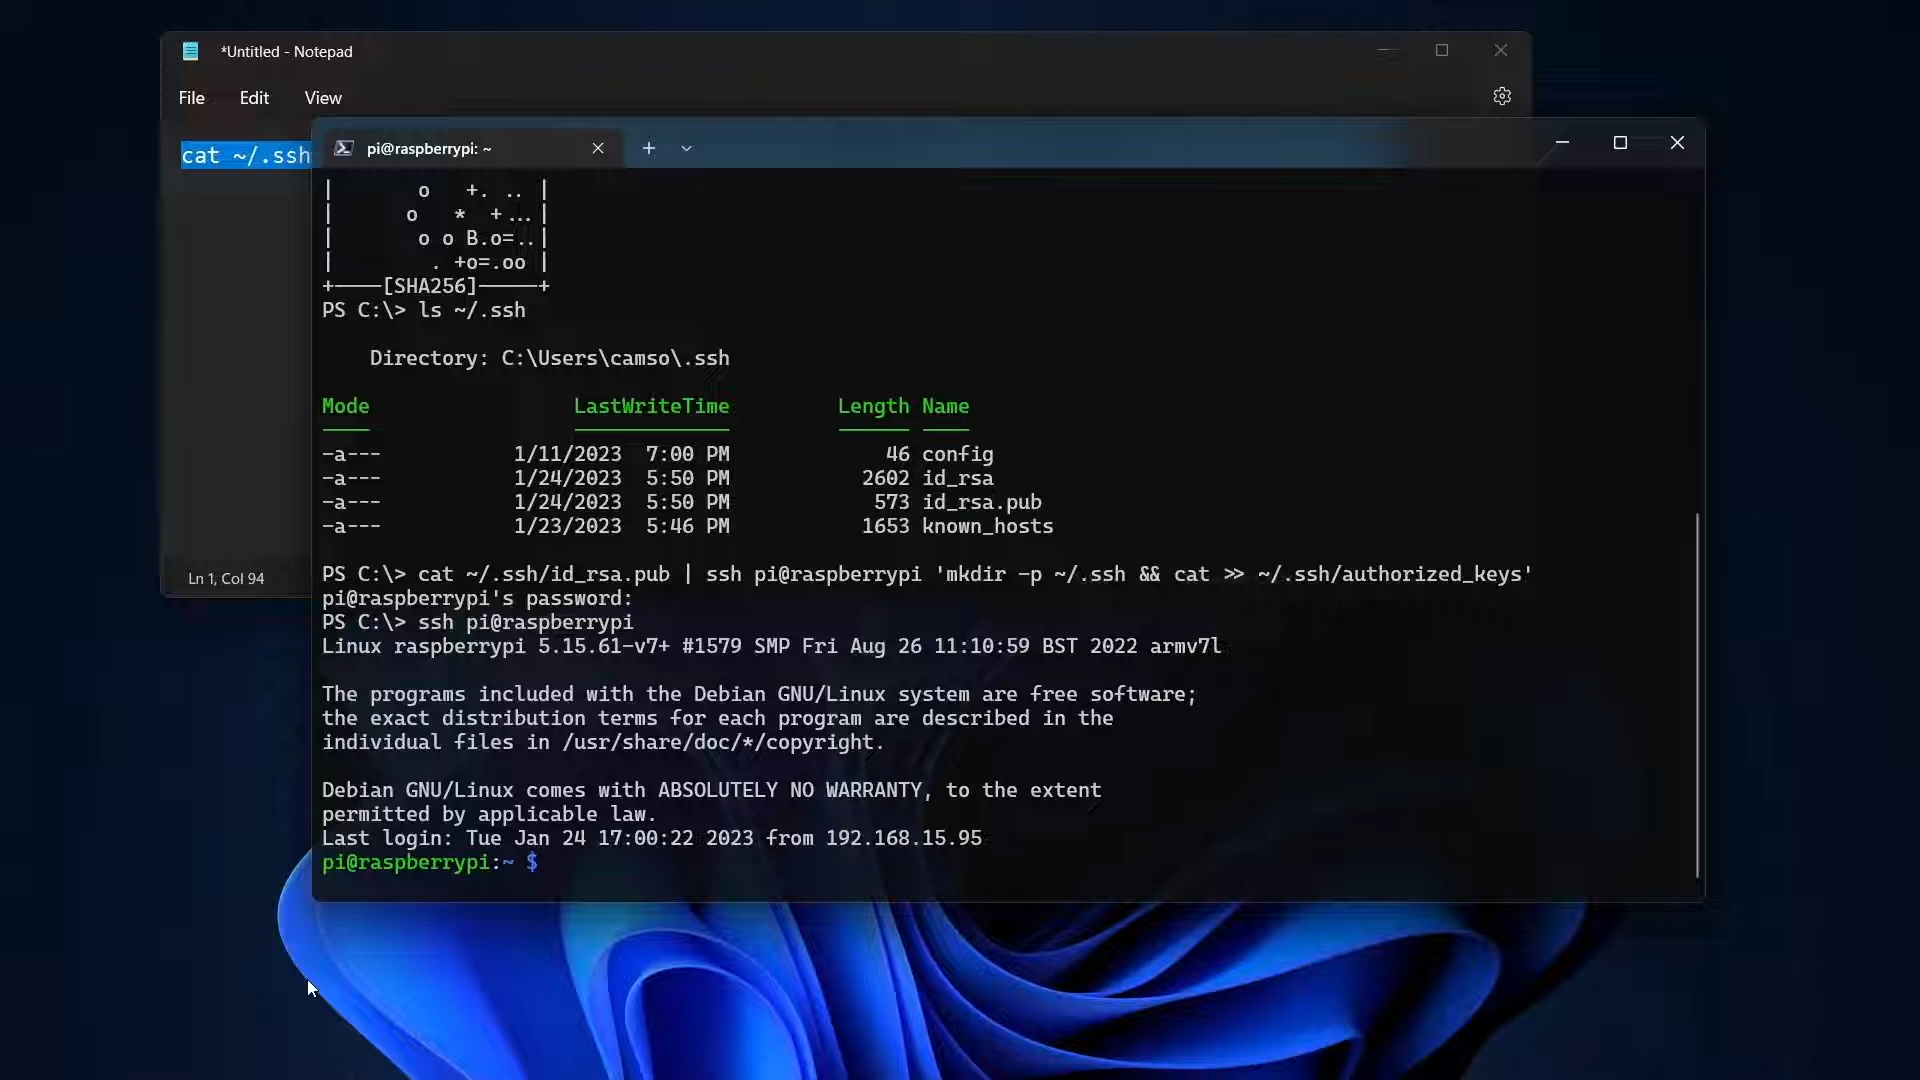 *Untitled - Notepad
File Edit View
cat ~/.ssh
pi@raspberrypi: ~
|       o   +. .. |
|      o   *  + ... |
|       o o B.o=.. |
|        . +o=.oo |
+----[SHA256]-----+
PS C:\> ls ~/.ssh
Directory: C:\Users\camso\.ssh
Mode LastWriteTime Length Name
-a--- 1/11/2023 7:00 PM 46 config
-a--- 1/24/2023 5:50 PM 2602 id_rsa
-a--- 1/24/2023 5:50 PM 573 id_rsa.pub
-a--- 1/23/2023 5:46 PM 1653 known_hosts
PS C:\> cat ~/.ssh/id_rsa.pub | ssh pi@raspberrypi 'mkdir -p ~/.ssh && cat >> ~/.ssh/authorized_keys'
pi@raspberrypi's password:
PS C:\> ssh pi@raspberrypi
Linux raspberrypi 5.15.61-v7+ #1579 SMP Fri Aug 26 11:10:59 BST 2022 armv7l
The programs included with the Debian GNU/Linux system are free software;
the exact distribution terms for each program are described in the
individual files in /usr/share/doc/*/copyright.
Debian GNU/Linux comes with ABSOLUTELY NO WARRANTY, to the extent
permitted by applicable law.
Last login: Tue Jan 24 17:00:22 2023 from 192.168.15.95
pi@raspberrypi:~ $
Ln 1, Col 94